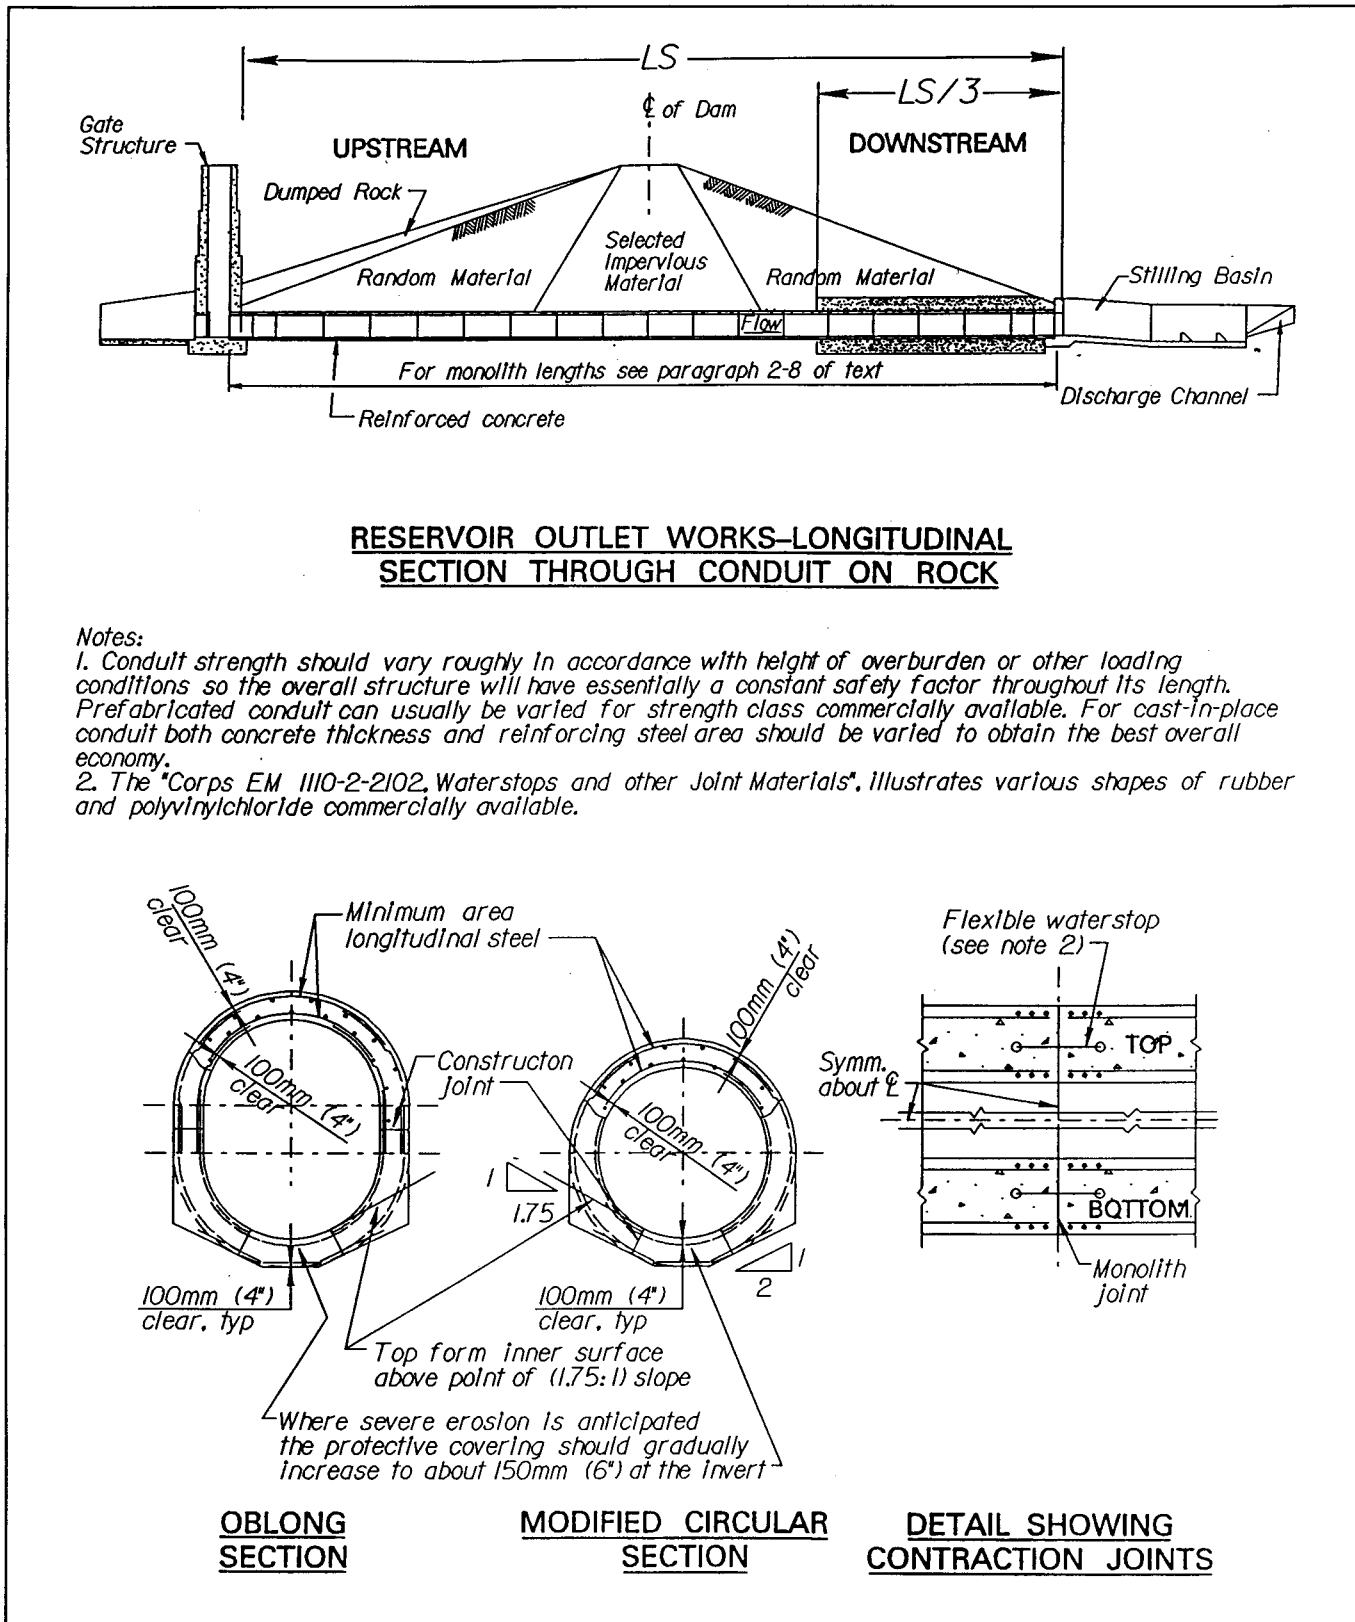 LS
LS/3
℄ of Dam
Gate
Structure
UPSTREAM
DOWNSTREAM
Dumped Rock
Selected
Impervious
Material
Random Material
Random Material
Stilling Basin
Flow
For monolith lengths see paragraph 2-8 of text
Discharge Channel
Reinforced concrete
RESERVOIR OUTLET WORKS–LONGITUDINAL
SECTION THROUGH CONDUIT ON ROCK
Notes:
1. Conduit strength should vary roughly in accordance with height of overburden or other loading
conditions so the overall structure will have essentially a constant safety factor throughout its length.
Prefabricated conduit can usually be varied for strength class commercially available. For cast-in-place
conduit both concrete thickness and reinforcing steel area should be varied to obtain the best overall
economy.
2. The "Corps EM 1110-2-2102, Waterstops and other Joint Materials", illustrates various shapes of rubber
and polyvinylchloride commercially available.
100mm (4")
clear
Minimum area
longitudinal steel
100mm (4")
clear
Flexible waterstop
(see note 2)
100mm (4")
clear
Constructon
joint
100mm (4")
clear
Symm.
about ℄
TOP
BOTTOM
1
1.75
1
2
Monolith
joint
100mm (4")
clear, typ
100mm (4")
clear, typ
Top form inner surface
above point of (1.75:1) slope
Where severe erosion is anticipated
the protective covering should gradually
increase to about 150mm (6") at the invert
OBLONG
SECTION
MODIFIED CIRCULAR
SECTION
DETAIL SHOWING
CONTRACTION JOINTS